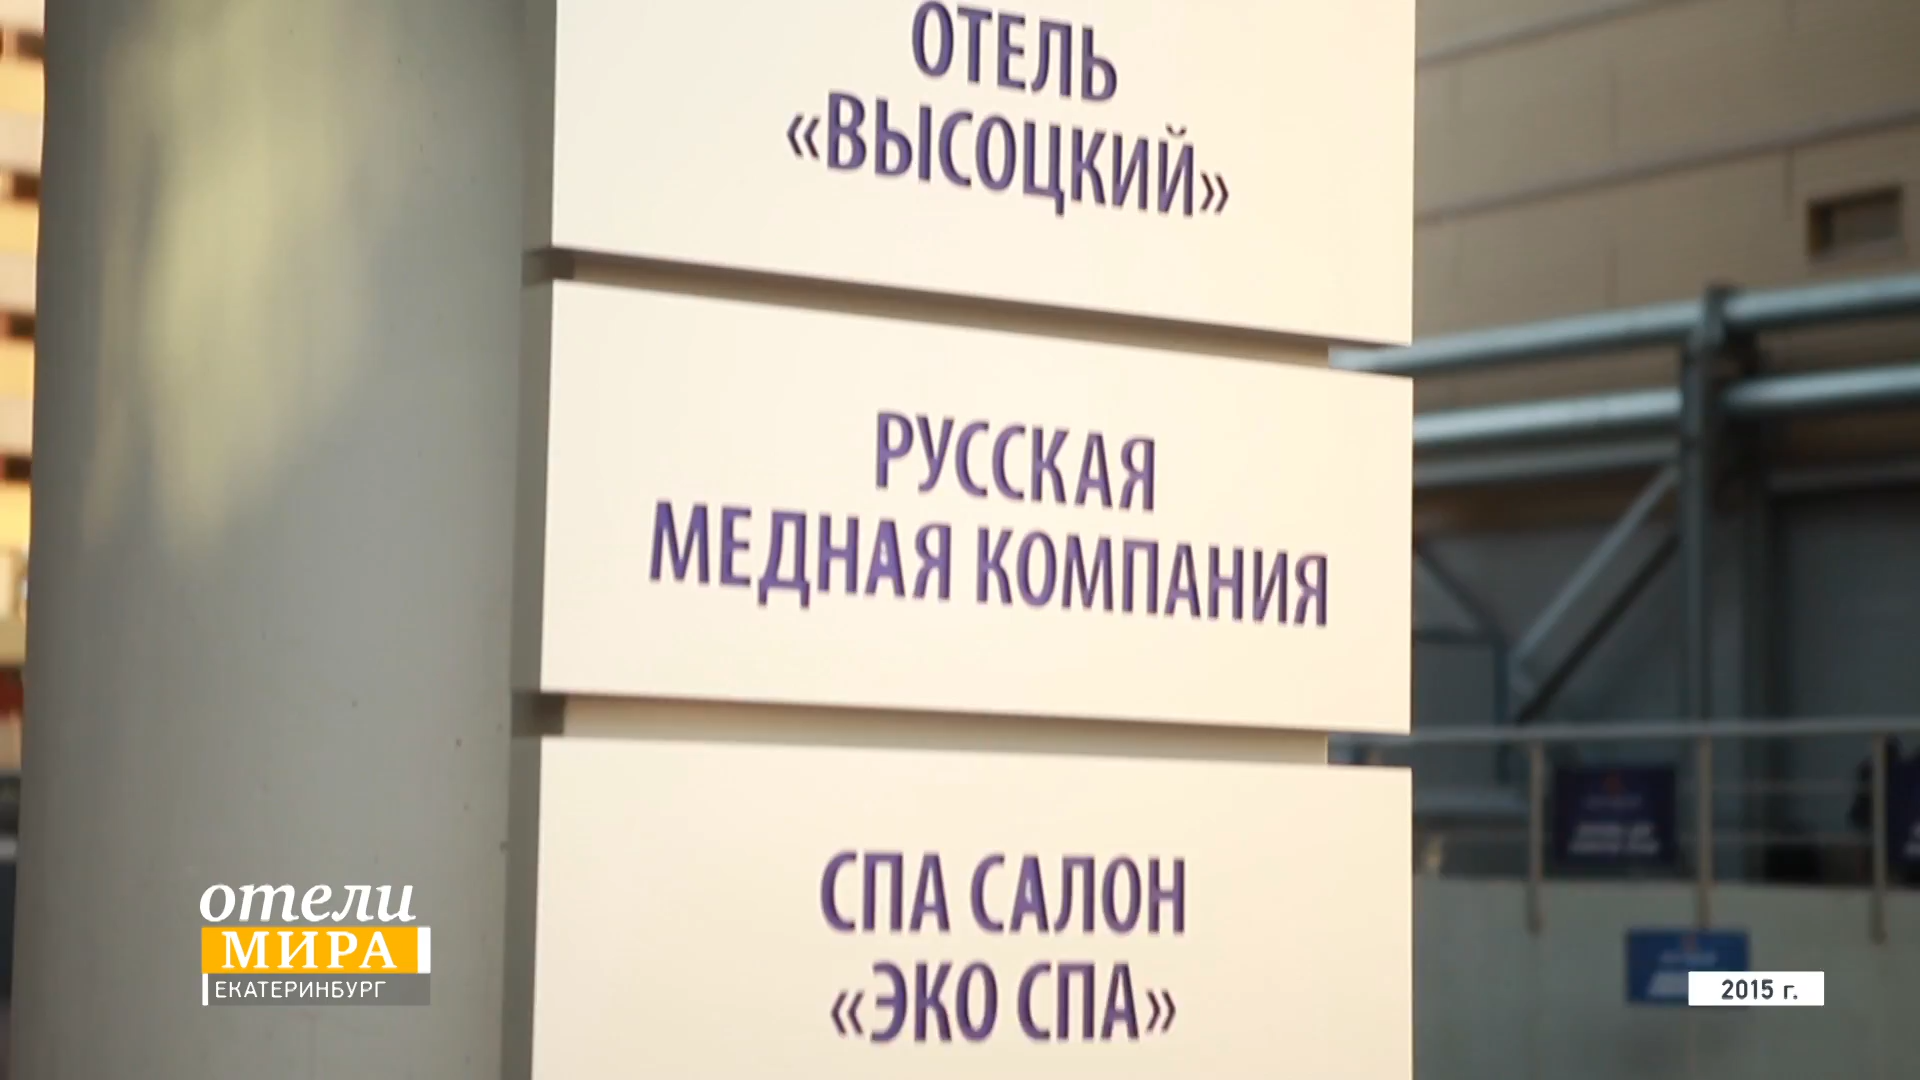 ОТЕЛЬ
«ВЫСОЦКИЙ»
РУССКАЯ
МЕДНАЯ КОМПАНИЯ
СПА САЛОН
«ЭКО СПА»
отели
МИРА
ЕКАТЕРИНБУРГ
2015 г.